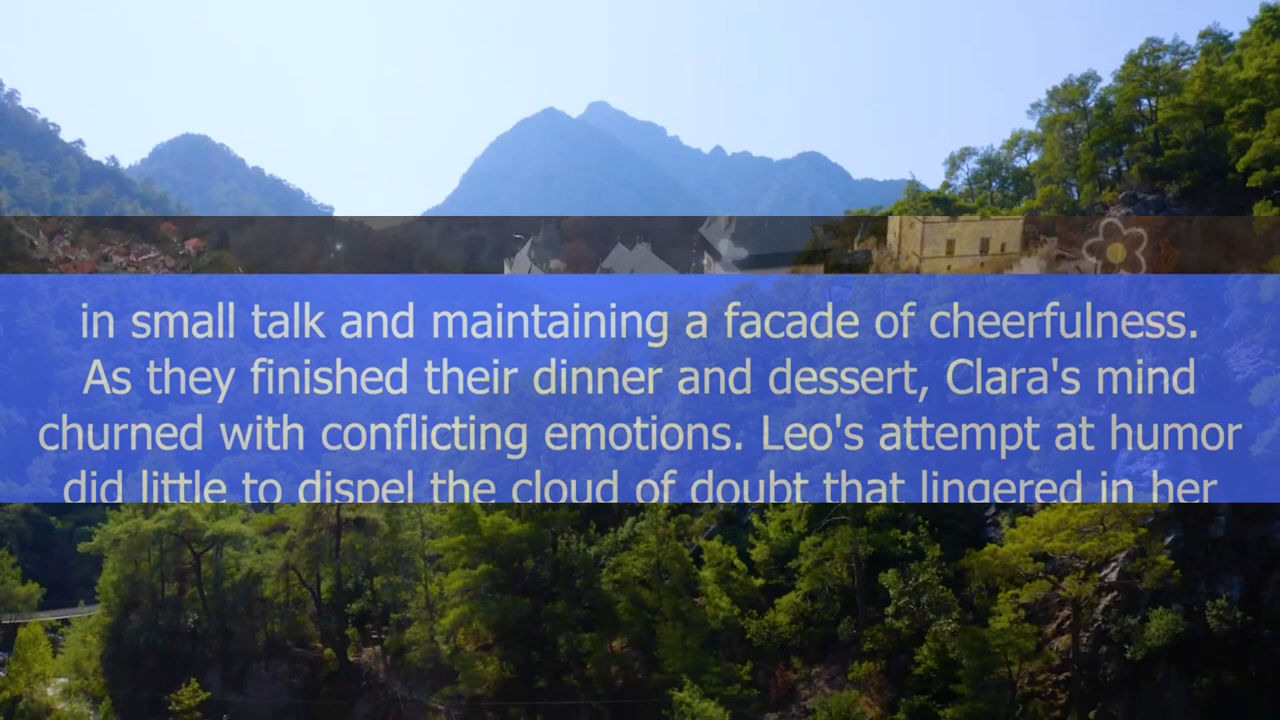 in small talk and maintaining a facade of cheerfulness.
As they finished their dinner and dessert, Clara's mind
churned with conflicting emotions. Leo's attempt at humor
did little to dispel the cloud of doubt that lingered in her